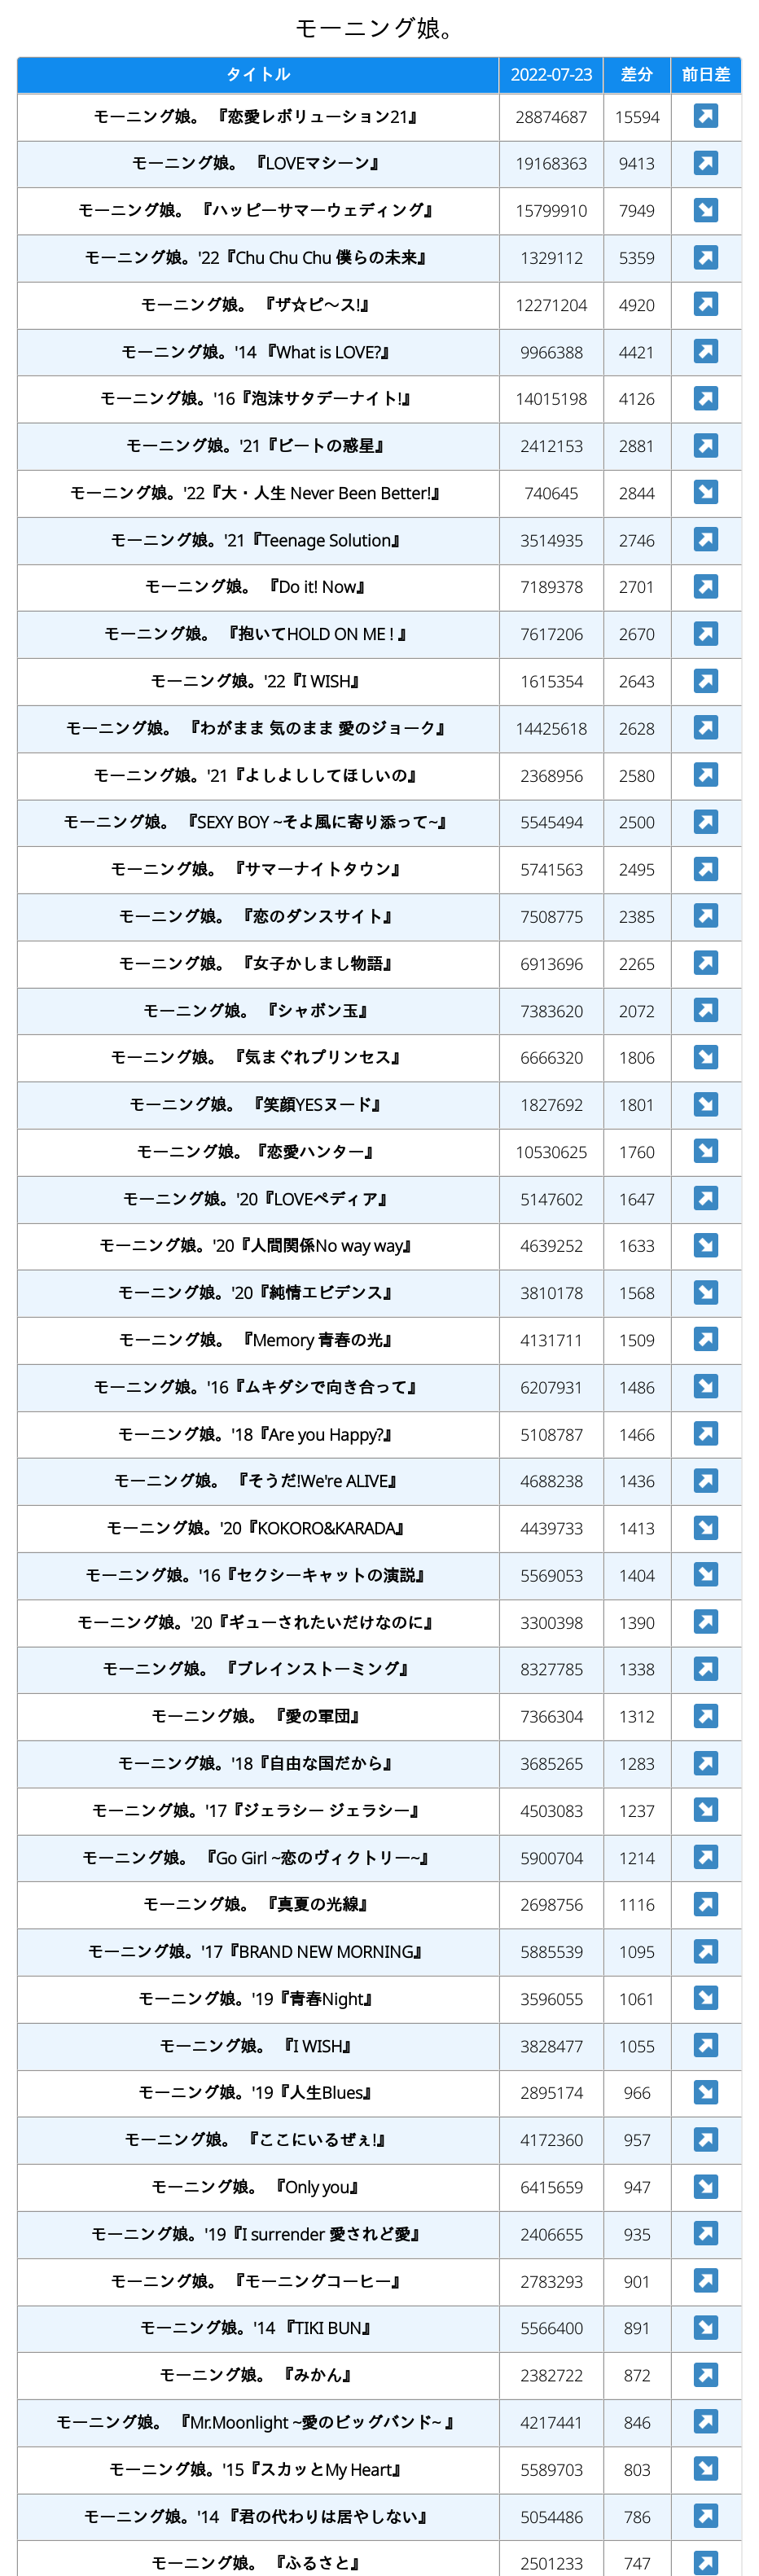 モーニング娘。
タイトル 2022-07-23 差分 前日差
モーニング娘。 『恋愛レボリューション21』 28874687 15594 ↗
モーニング娘。 『LOVEマシーン』 19168363 9413 ↗
モーニング娘。 『ハッピーサマーウェディング』 15799910 7949 ↘
モーニング娘。'22『Chu Chu Chu 僕らの未来』 1329112 5359 ↗
モーニング娘。 『ザ☆ピ〜ス!』 12271204 4920 ↗
モーニング娘。'14 『What is LOVE?』 9966388 4421 ↗
モーニング娘。'16『泡沫サタデーナイト!』 14015198 4126 ↗
モーニング娘。'21『ビートの惑星』 2412153 2881 ↗
モーニング娘。'22『大・人生 Never Been Better!』 740645 2844 ↘
モーニング娘。'21『Teenage Solution』 3514935 2746 ↗
モーニング娘。 『Do it! Now』 7189378 2701 ↗
モーニング娘。 『抱いてHOLD ON ME ! 』 7617206 2670 ↗
モーニング娘。'22『I WISH』 1615354 2643 ↗
モーニング娘。 『わがまま 気のまま 愛のジョーク』 14425618 2628 ↗
モーニング娘。'21『よしよししてほしいの』 2368956 2580 ↗
モーニング娘。 『SEXY BOY ~そよ風に寄り添って~』 5545494 2500 ↗
モーニング娘。 『サマーナイトタウン』 5741563 2495 ↗
モーニング娘。 『恋のダンスサイト』 7508775 2385 ↗
モーニング娘。 『女子かしまし物語』 6913696 2265 ↗
モーニング娘。 『シャボン玉』 7383620 2072 ↗
モーニング娘。 『気まぐれプリンセス』 6666320 1806 ↘
モーニング娘。 『笑顔YESヌード』 1827692 1801 ↘
モーニング娘。『恋愛ハンター』 10530625 1760 ↘
モーニング娘。'20『LOVEペディア』 5147602 1647 ↗
モーニング娘。'20『人間関係No way way』 4639252 1633 ↘
モーニング娘。'20『純情エビデンス』 3810178 1568 ↘
モーニング娘。 『Memory 青春の光』 4131711 1509 ↗
モーニング娘。'16『ムキダシで向き合って』 6207931 1486 ↘
モーニング娘。'18『Are you Happy?』 5108787 1466 ↗
モーニング娘。 『そうだ!We're ALIVE』 4688238 1436 ↗
モーニング娘。'20『KOKORO&KARADA』 4439733 1413 ↘
モーニング娘。'16『セクシーキャットの演説』 5569053 1404 ↘
モーニング娘。'20『ギューされたいだけなのに』 3300398 1390 ↗
モーニング娘。 『ブレインストーミング』 8327785 1338 ↗
モーニング娘。 『愛の軍団』 7366304 1312 ↗
モーニング娘。'18『自由な国だから』 3685265 1283 ↗
モーニング娘。'17『ジェラシー ジェラシー』 4503083 1237 ↘
モーニング娘。 『Go Girl ~恋のヴィクトリー~』 5900704 1214 ↗
モーニング娘。 『真夏の光線』 2698756 1116 ↗
モーニング娘。'17『BRAND NEW MORNING』 5885539 1095 ↗
モーニング娘。'19『青春Night』 3596055 1061 ↘
モーニング娘。 『I WISH』 3828477 1055 ↗
モーニング娘。'19『人生Blues』 2895174 966 ↘
モーニング娘。 『ここにいるぜぇ!』 4172360 957 ↗
モーニング娘。 『Only you』 6415659 947 ↘
モーニング娘。'19『I surrender 愛されど愛』 2406655 935 ↗
モーニング娘。 『モーニングコーヒー』 2783293 901 ↗
モーニング娘。'14 『TIKI BUN』 5566400 891 ↘
モーニング娘。 『みかん』 2382722 872 ↗
モーニング娘。 『Mr.Moonlight ~愛のビッグバンド~ 』 4217441 846 ↗
モーニング娘。'15『スカッとMy Heart』 5589703 803 ↘
モーニング娘。'14 『君の代わりは居やしない』 5054486 786 ↗
モーニング娘。 『ふるさと』 2501233 747 ↗